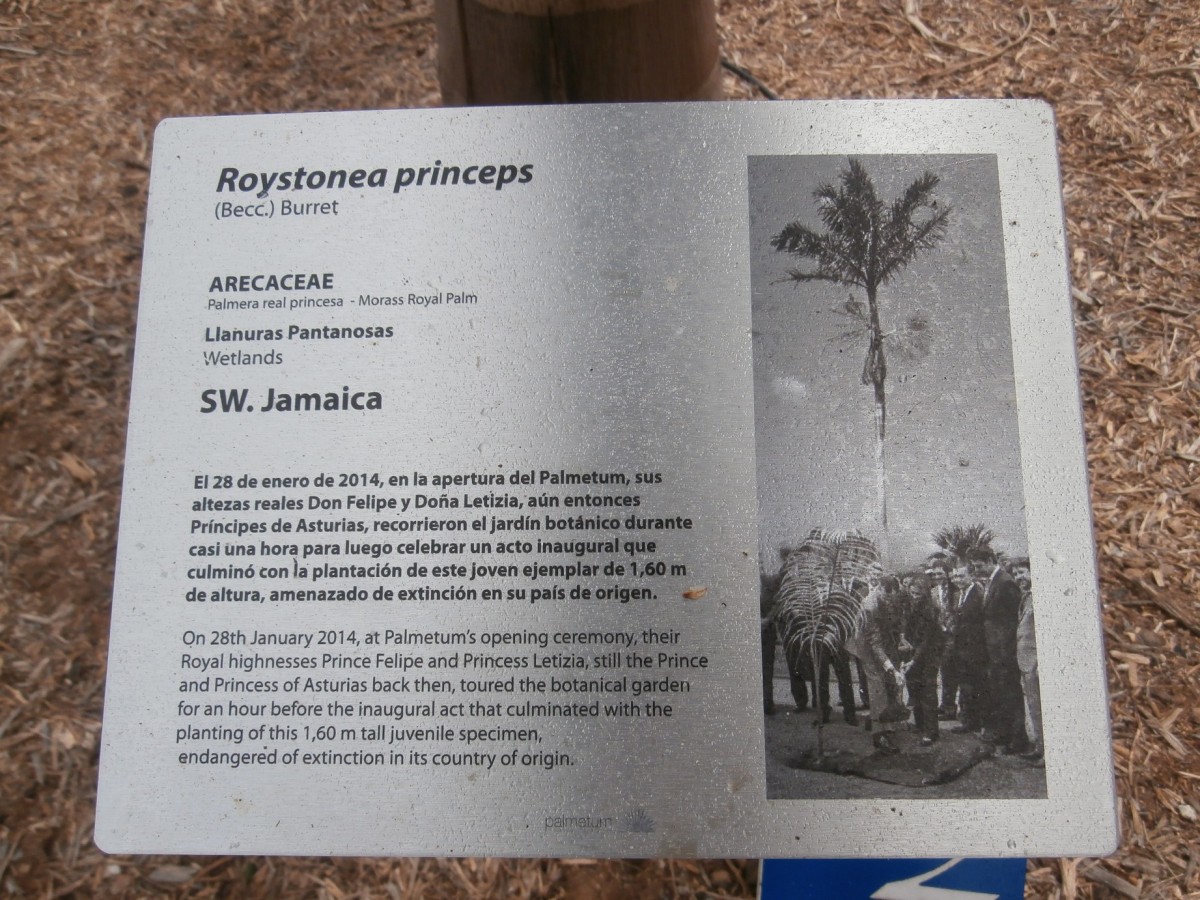 Roystonea princeps
(Becc.) Burret
ARECACEAE
Palmera real princesa - Morass Royal Palm
Llanuras Pantanosas
Wetlands
SW. Jamaica
El 28 de enero de 2014, en la apertura del Palmetum, sus
altezas reales Don Felipe y Doña Letizia, aún entonces
Príncipes de Asturias, recorrieron el jardín botánico durante
casi una hora para luego celebrar un acto inaugural que
culminó con la plantación de este joven ejemplar de 1,60 m
de altura, amenazado de extinción en su país de origen.
On 28th January 2014, at Palmetum's opening ceremony, their
Royal highnesses Prince Felipe and Princess Letizia, still the Prince
and Princess of Asturias back then, toured the botanical garden
for an hour before the inaugural act that culminated with the
planting of this 1,60 m tall juvenile specimen,
endangered of extinction in its country of origin.
palmetum